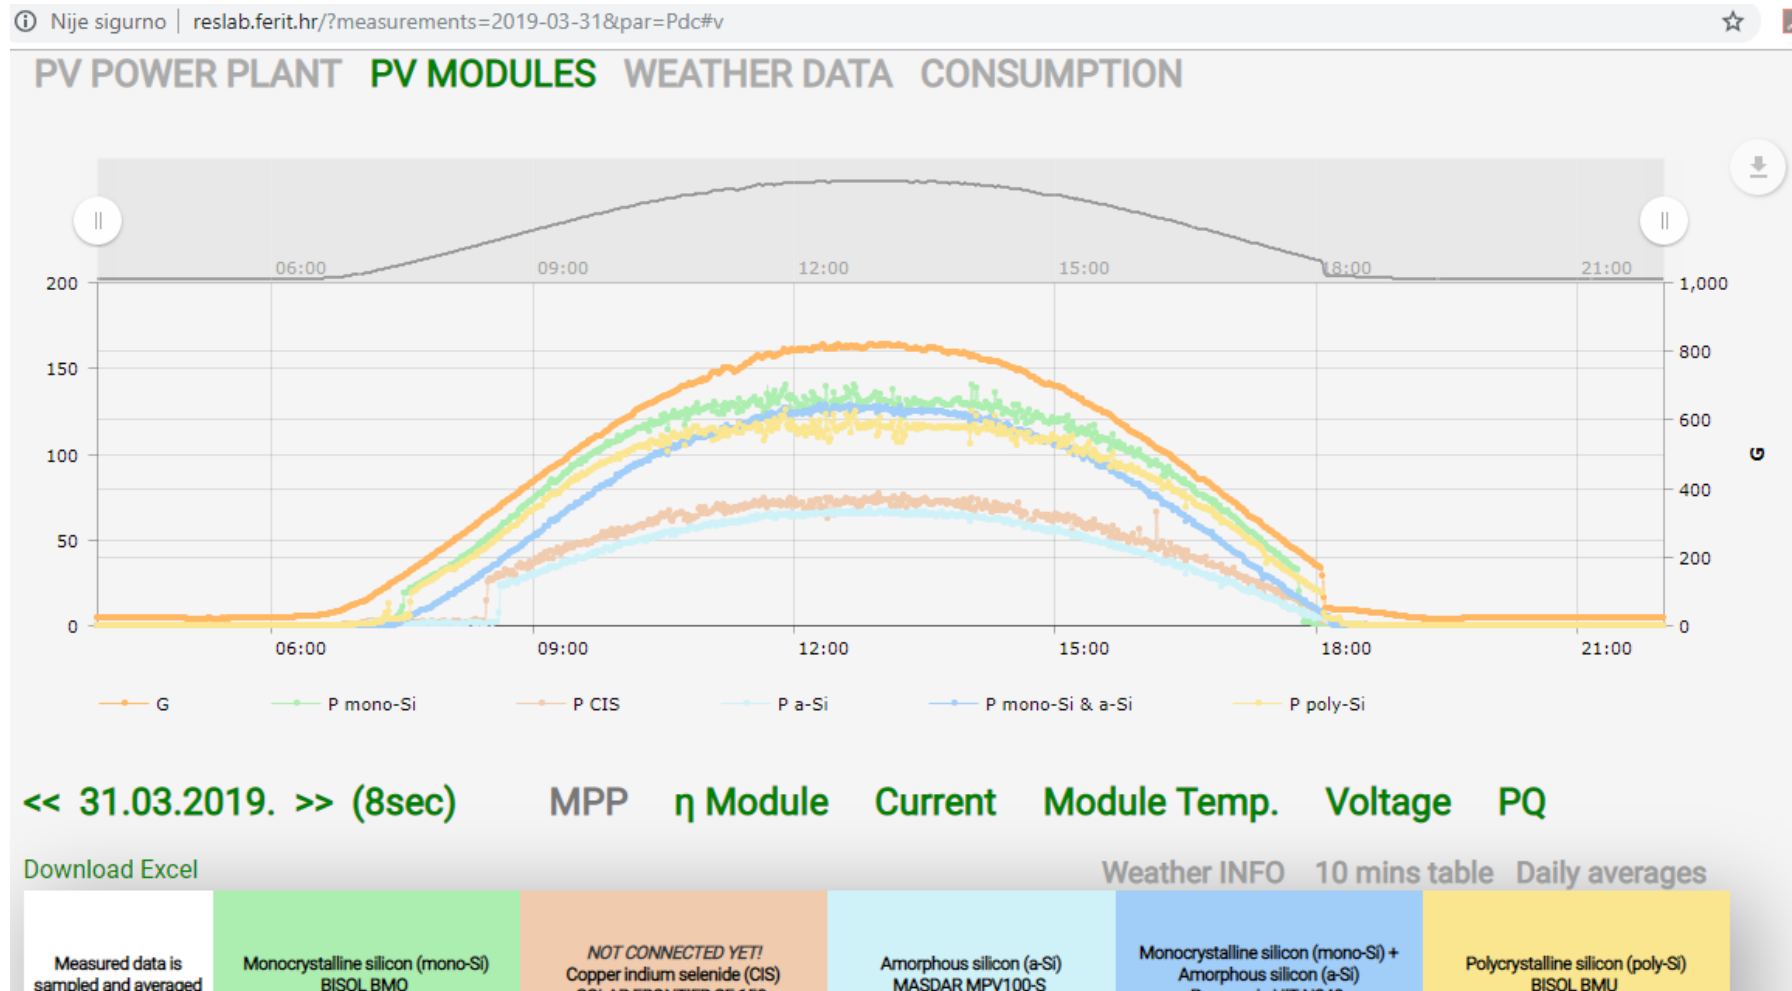 Nije sigurno | reslab.ferit.hr/?measurements=2019-03-31&par=Pdc#v
PV POWER PLANT PV MODULES WEATHER DATA CONSUMPTION
06:00 09:00 12:00 15:00 18:00 21:00
200 1,000
800
150
600
100
G
400
50
200
0 0
06:00 09:00 12:00 15:00 18:00 21:00
G P mono-Si P CIS P a-Si P mono-Si & a-Si P poly-Si
<< 31.03.2019. >> (8sec) MPP η Module Current Module Temp. Voltage PQ
Download Excel Weather INFO 10 mins table Daily averages
Measured data is
sampled and averaged
Monocrystalline silicon (mono-Si)
BISOL BMO
NOT CONNECTED YET!
Copper indium selenide (CIS)
Amorphous silicon (a-Si)
MASDAR MPV100-S
Monocrystalline silicon (mono-Si) +
Amorphous silicon (a-Si)
Polycrystalline silicon (poly-Si)
BISOL BMU